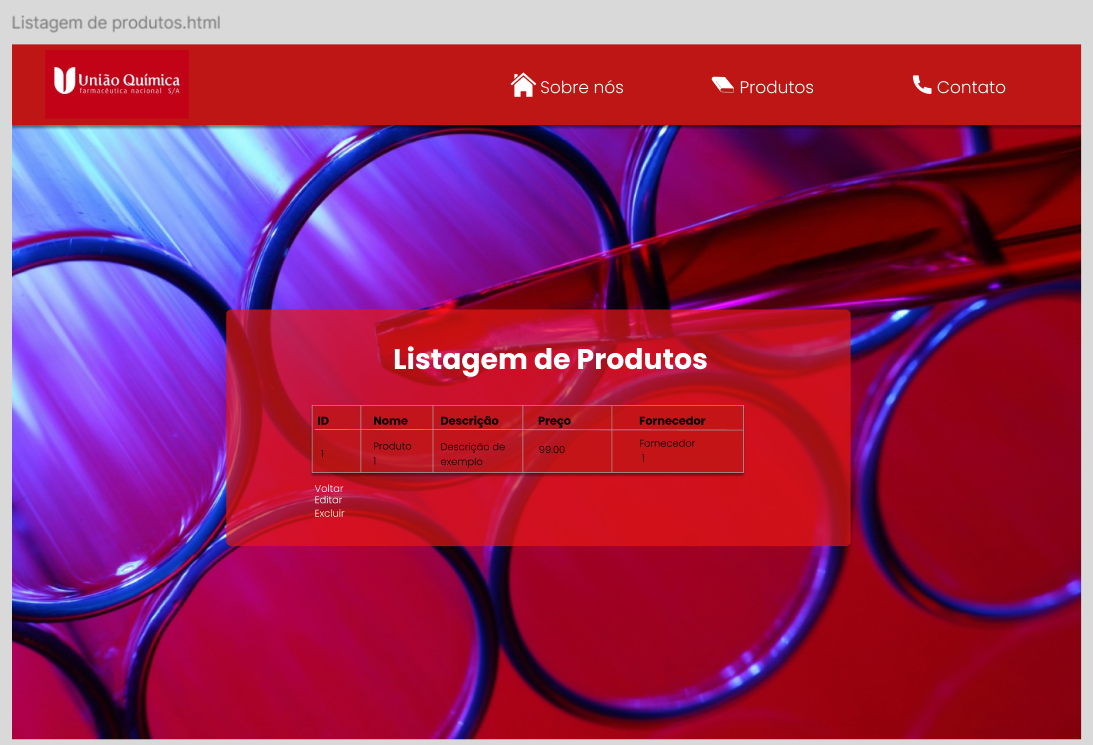 Listagem de produtos.html
União Química
farmacêutica nacional S/A
Sobre nós
Produtos
Contato
Listagem de Produtos
ID Nome Descrição Preço Fornecedor
1 Produto 1 Descrição de exemplo 99.00 Fornecedor 1
Voltar
Editar
Excluir